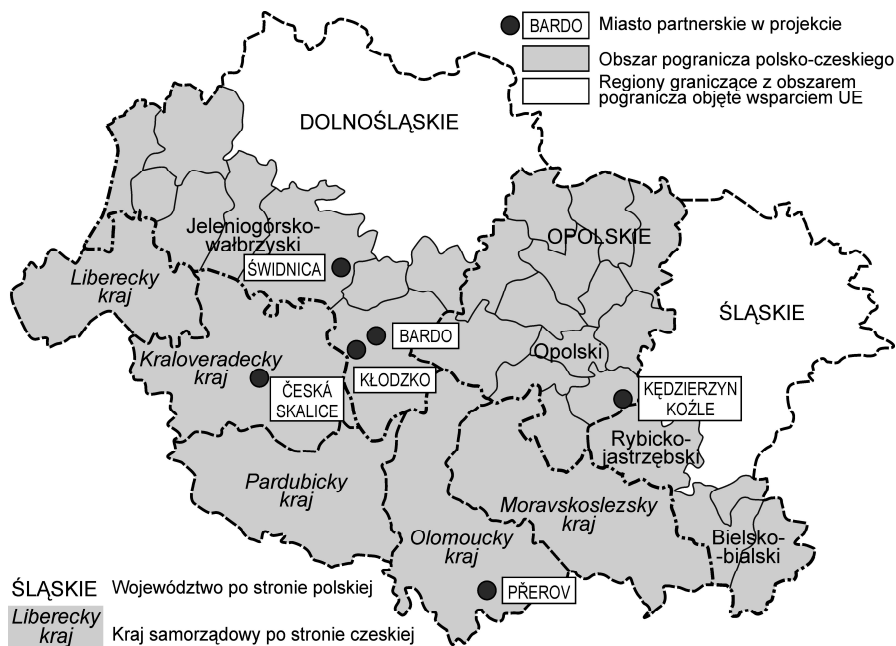 BARDO
Miasto partnerskie w projekcie
Obszar pogranicza polsko-czeskiego
Regiony graniczące z obszarem
pogranicza objęte wsparciem UE
DOLNOŚLĄSKIE
Jeleniogórsko-
wałbrzyski
OPOLSKIE
ŚWIDNICA
Liberecky
kraj
ŚLĄSKIE
BARDO
Opolski
Kraloveradecky
kraj
KŁODZKO
ČESKÁ
SKALICE
KĘDZIERZYN
KOŹLE
Rybicko-
jastrzębski
Pardubicky
kraj
Moravskoslezsky
kraj
Olomoucky
kraj
Bielsko-
-bialski
PŘEROV
ŚLĄSKIE
Województwo po stronie polskiej
Liberecky
kraj
Kraj samorządowy po stronie czeskiej